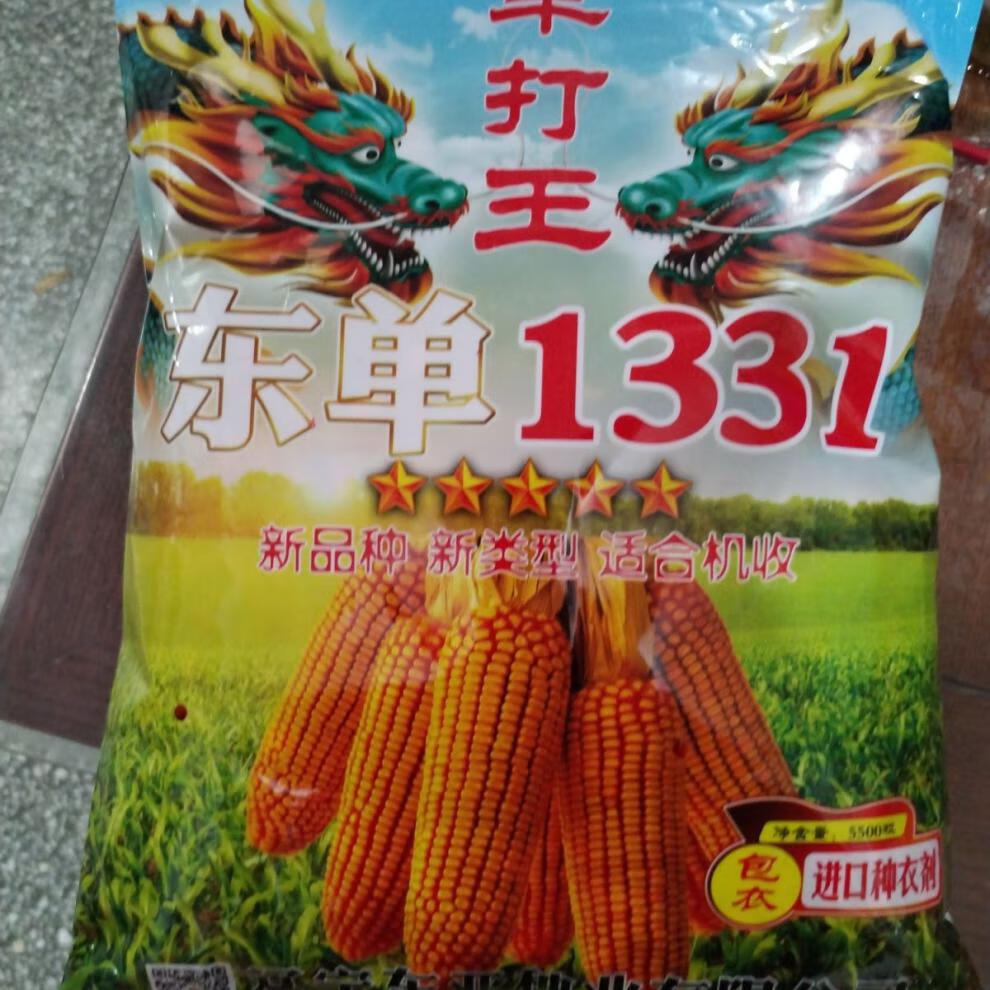 打
王
东单1331
新品种 新类型 适合机收
净含量：5500粒
包衣
进口种衣剂